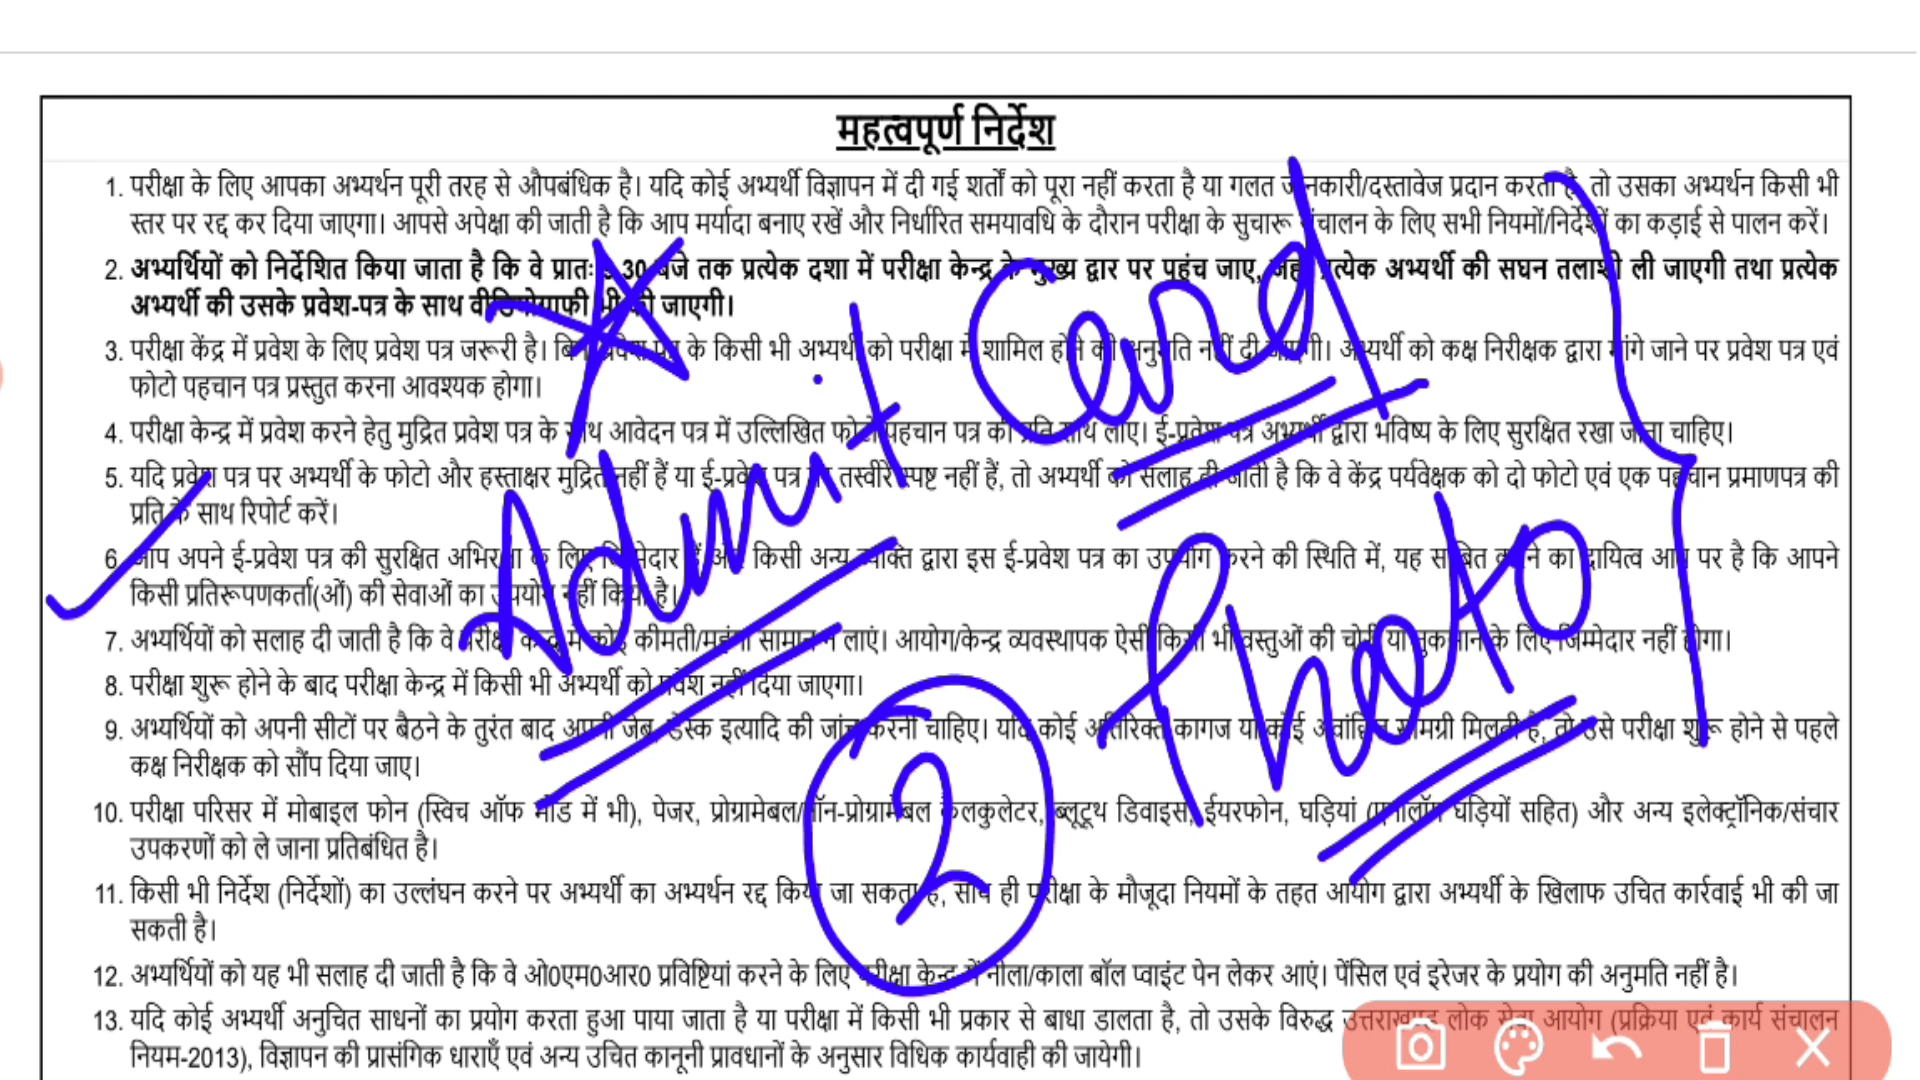 महत्वपूर्ण निर्देश
1. परीक्षा के लिए आपका अभ्यर्थन पूरी तरह से औपबंधिक है। यदि कोई अभ्यर्थी विज्ञापन में दी गई शर्तों को पूरा नहीं करता है या गलत जानकारी/दस्तावेज प्रदान करता है, तो उसका अभ्यर्थन किसी भी
स्तर पर रद्द कर दिया जाएगा। आपसे अपेक्षा की जाती है कि आप मर्यादा बनाए रखें और निर्धारित समयावधि के दौरान परीक्षा के सुचारू संचालन के लिए सभी नियमों/निर्देशों का कड़ाई से पालन करें।
2. अभ्यर्थियों को निर्देशित किया जाता है कि वे प्रातः बजे तक प्रत्येक दशा में परीक्षा केन्द्र के मुख्य द्वार पर पहुंच जाए, जहां प्रत्येक अभ्यर्थी की सघन तलाशी ली जाएगी तथा प्रत्येक
अभ्यर्थी की उसके प्रवेश-पत्र के साथ वीडियोग्राफी भी की जाएगी।
3. परीक्षा केंद्र में प्रवेश के लिए प्रवेश पत्र जरूरी है। बिना प्रवेश पत्र के किसी भी अभ्यर्थी को परीक्षा में शामिल होने की अनुमति नहीं दी जाएगी। अभ्यर्थी को कक्ष निरीक्षक द्वारा मांगे जाने पर प्रवेश पत्र एवं
फोटो पहचान पत्र प्रस्तुत करना आवश्यक होगा।
4. परीक्षा केन्द्र में प्रवेश करने हेतु मुद्रित प्रवेश पत्र के साथ आवेदन पत्र में उल्लिखित फोटो पहचान पत्र की प्रति साथ लाएं। ई-प्रवेश पत्र अभ्यर्थी द्वारा भविष्य के लिए सुरक्षित रखा जाना चाहिए।
5. यदि प्रवेश पत्र पर अभ्यर्थी के फोटो और हस्ताक्षर मुद्रित नहीं हैं या ई-प्रवेश पत्र पर तस्वीरें स्पष्ट नहीं हैं, तो अभ्यर्थी को सलाह दी जाती है कि वे केंद्र पर्यवेक्षक को दो फोटो एवं एक पहचान प्रमाणपत्र की
प्रति के साथ रिपोर्ट करें।
6. आप अपने ई-प्रवेश पत्र की सुरक्षित अभिरक्षा के लिए जिम्मेदार हैं और किसी अन्य व्यक्ति द्वारा इस ई-प्रवेश पत्र का उपयोग करने की स्थिति में, यह साबित करने का दायित्व आप पर है कि आपने
किसी प्रतिरूपणकर्ता(ओं) की सेवाओं का उपयोग नहीं किया है।
7. अभ्यर्थियों को सलाह दी जाती है कि वे परीक्षा केन्द्र में कोई कीमती/महंगा सामान न लाएं। आयोग/केन्द्र व्यवस्थापक ऐसी किसी भी वस्तुओं की चोरी या नुकसान के लिए जिम्मेदार नहीं होगा।
8. परीक्षा शुरू होने के बाद परीक्षा केन्द्र में किसी भी अभ्यर्थी को प्रवेश नहीं दिया जाएगा।
9. अभ्यर्थियों को अपनी सीटों पर बैठने के तुरंत बाद अपनी जेब, डेस्क इत्यादि की जांच करना चाहिए। यदि कोई अतिरिक्त कागज या कोई अवांछित सामग्री मिलती है, तो उसे परीक्षा शुरू होने से पहले
कक्ष निरीक्षक को सौंप दिया जाए।
10. परीक्षा परिसर में मोबाइल फोन (स्विच ऑफ मोड में भी), पेजर, प्रोग्रामेबल/नॉन-प्रोग्रामेबल कैलकुलेटर, ब्लूटूथ डिवाइस, ईयरफोन, घड़ियां (एनालॉग घड़ियों सहित) और अन्य इलेक्ट्रॉनिक/संचार
उपकरणों को ले जाना प्रतिबंधित है।
11. किसी भी निर्देश (निर्देशों) का उल्लंघन करने पर अभ्यर्थी का अभ्यर्थन रद्द किया जा सकता है, साथ ही परीक्षा के मौजूदा नियमों के तहत आयोग द्वारा अभ्यर्थी के खिलाफ उचित कार्रवाई भी की जा
सकती है।
12. अभ्यर्थियों को यह भी सलाह दी जाती है कि वे ओ0एम0आर0 प्रविष्टियां करने के लिए परीक्षा केन्द्र में नीला/काला बॉल प्वाइंट पेन लेकर आएं। पेंसिल एवं इरेजर के प्रयोग की अनुमति नहीं है।
13. यदि कोई अभ्यर्थी अनुचित साधनों का प्रयोग करता हुआ पाया जाता है या परीक्षा में किसी भी प्रकार से बाधा डालता है, तो उसके विरुद्ध उत्तराखण्ड लोक सेवा आयोग (प्रक्रिया एवं कार्य संचालन
नियम-2013), विज्ञापन की प्रासंगिक धाराएँ एवं अन्य उचित कानूनी प्रावधानों के अनुसार विधिक कार्यवाही की जायेगी।
Admit Card
2 Photo